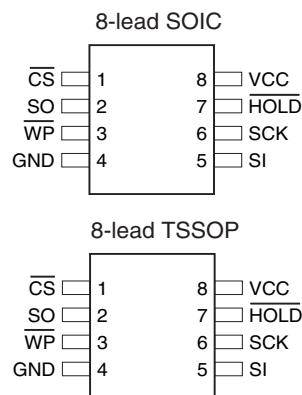 8-lead SOIC
CS 1 8 VCC
SO 2 7 HOLD
WP 3 6 SCK
GND 4 5 SI
8-lead TSSOP
CS 1 8 VCC
SO 2 7 HOLD
WP 3 6 SCK
GND 4 5 SI